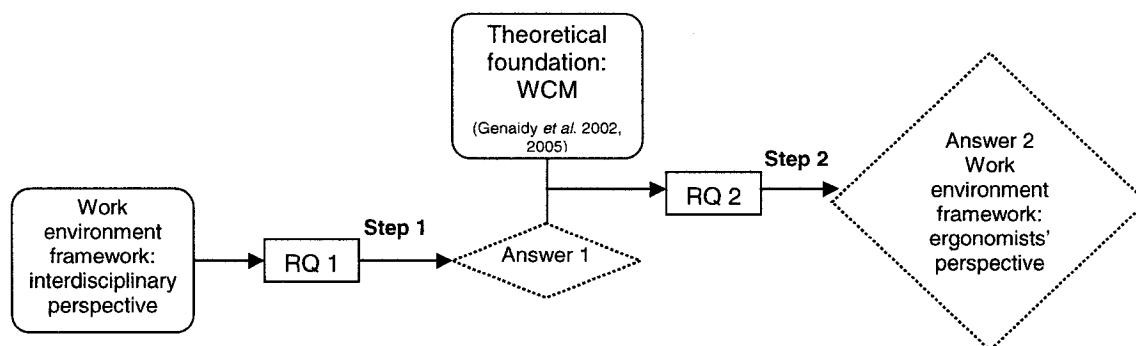 Work
environment
framework:
interdisciplinary
perspective
RQ 1
Step 1
Answer 1
Theoretical
foundation:
WCM
(Genaidy et al. 2002,
2005)
RQ 2
Step 2
Answer 2
Work
environment
framework:
ergonomists'
perspective